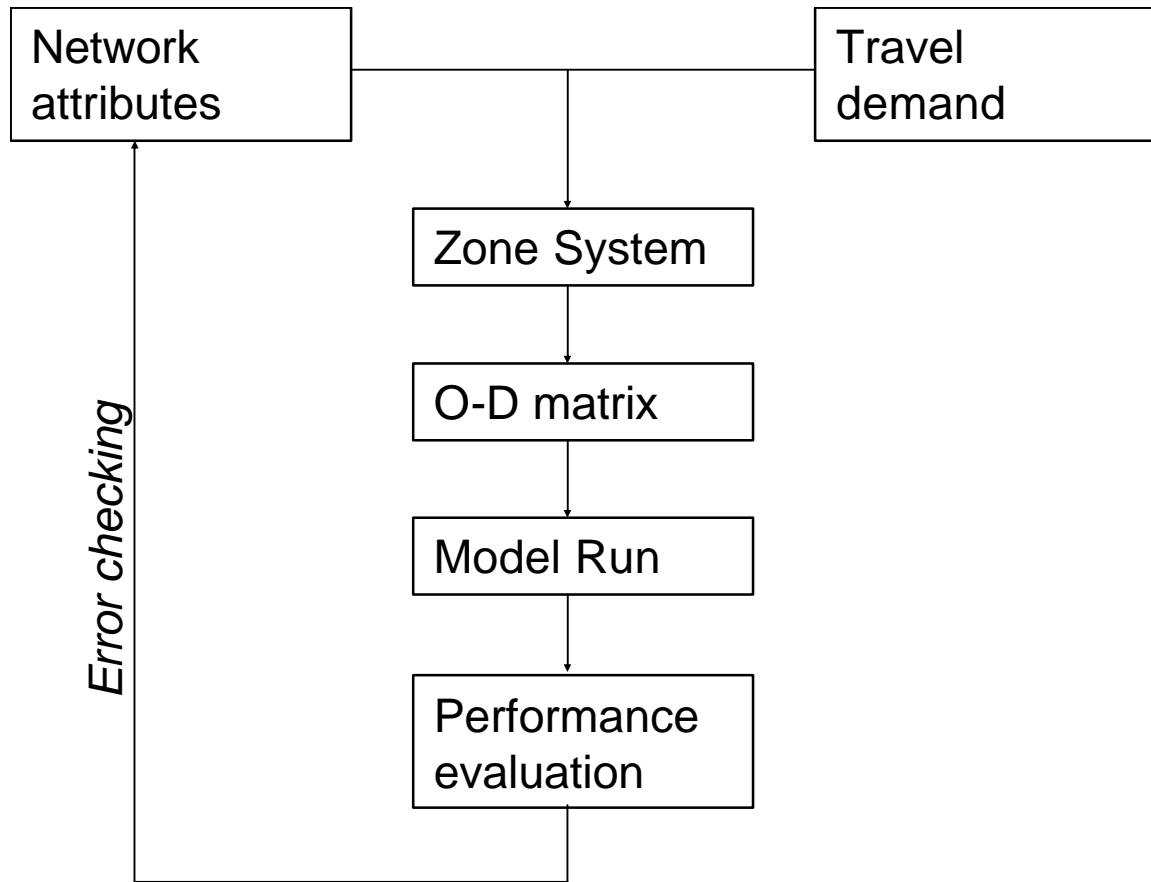 Network
attributes
Travel
demand
Zone System
O-D matrix
Model Run
Error checking
Performance
evaluation